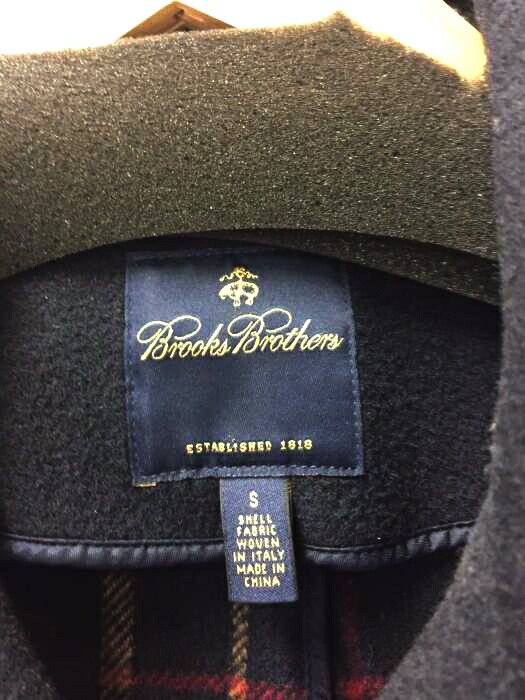 Brooks Brothers
ESTABLISHED 1818
S
SHELL
FABRIC
WOVEN
IN ITALY
MADE IN
CHINA